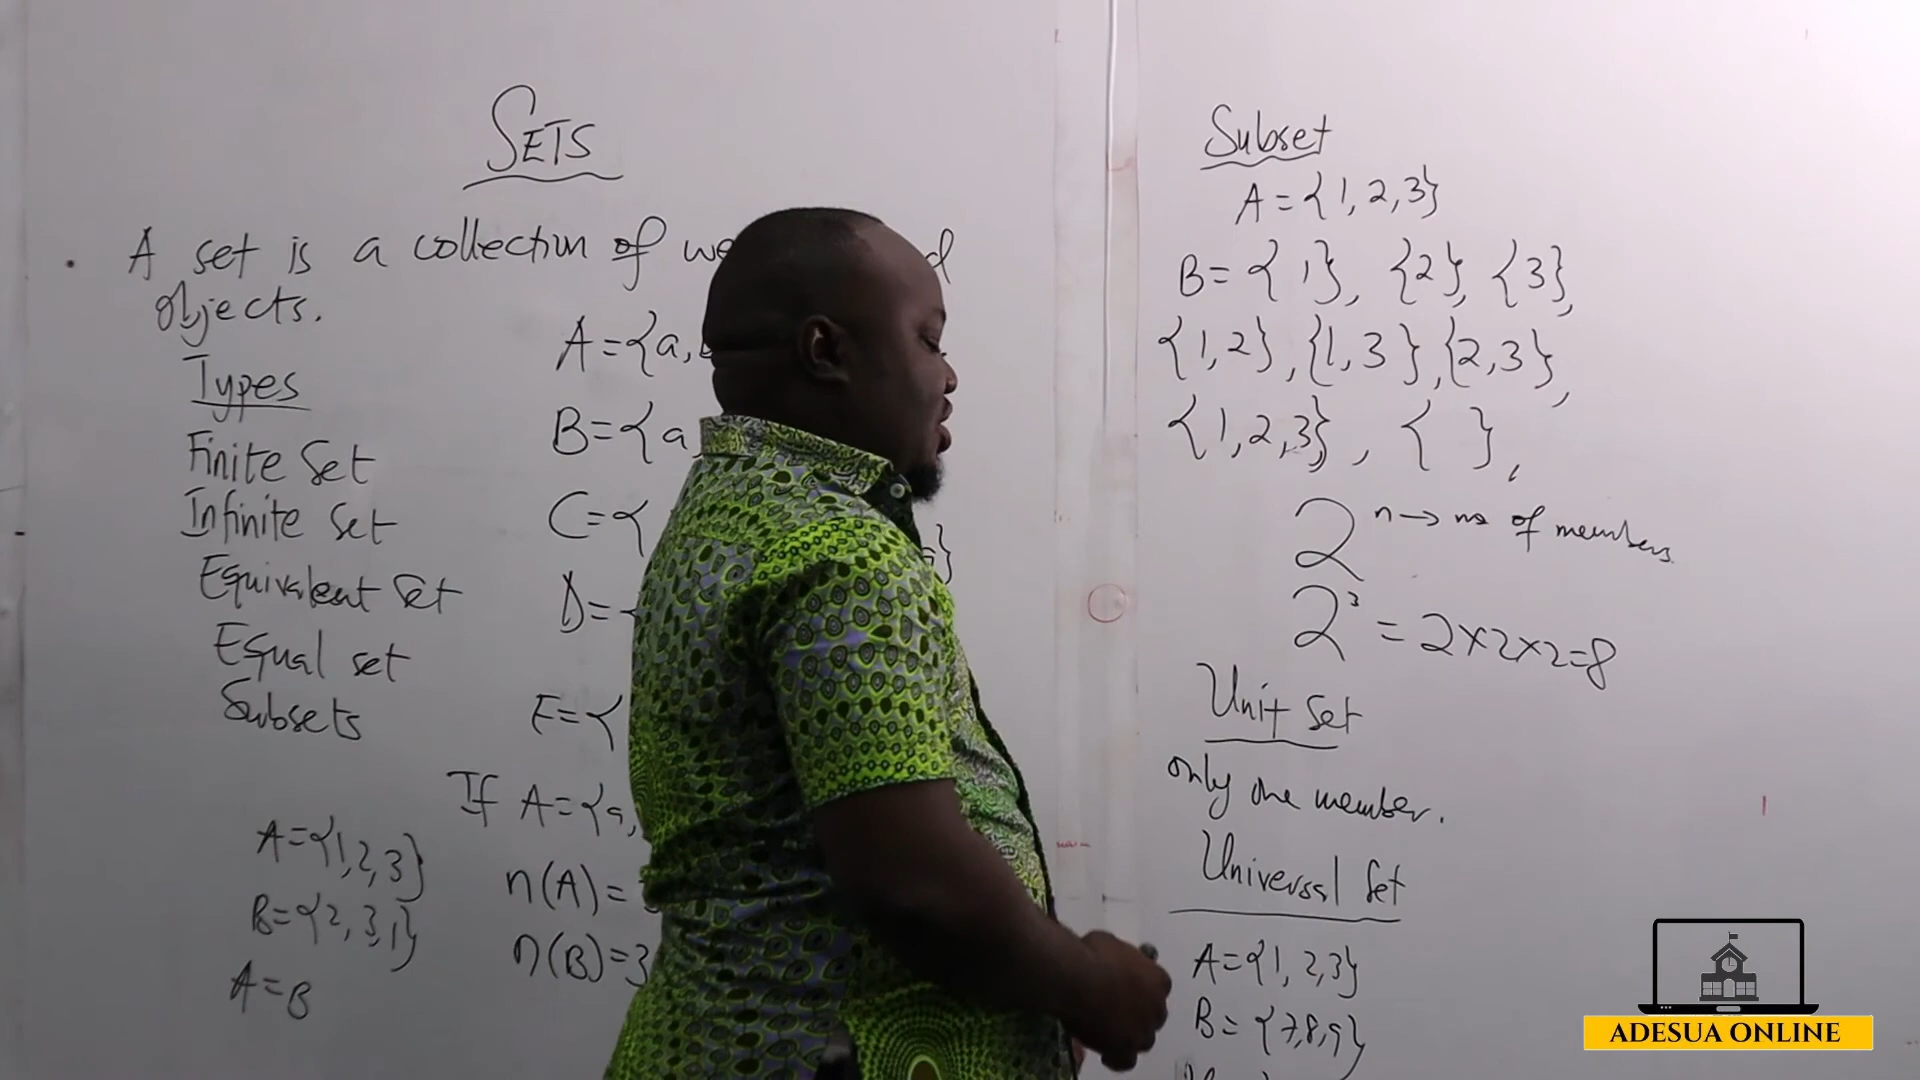 SETS
A set is a collection of we d
objects.
A={a,
Types
B={a,
Finite Set
C={
Infinite Set
D={
Equivalent Set
Equal set
Subsets
E={
If A={a,
n(A)=
n(B)=3
A={1,2,3}
B={2,3,1}
A=B
Subset
A={1,2,3}
B={1}, {2}, {3},
{1,2}, {1,3}, {2,3},
{1,2,3}, { },
2ⁿ → no of members
2³ = 2×2×2=8
Unit Set
only one member.
Universal Set
A={1, 2,3}
B={7,8,9}
ADESUA ONLINE